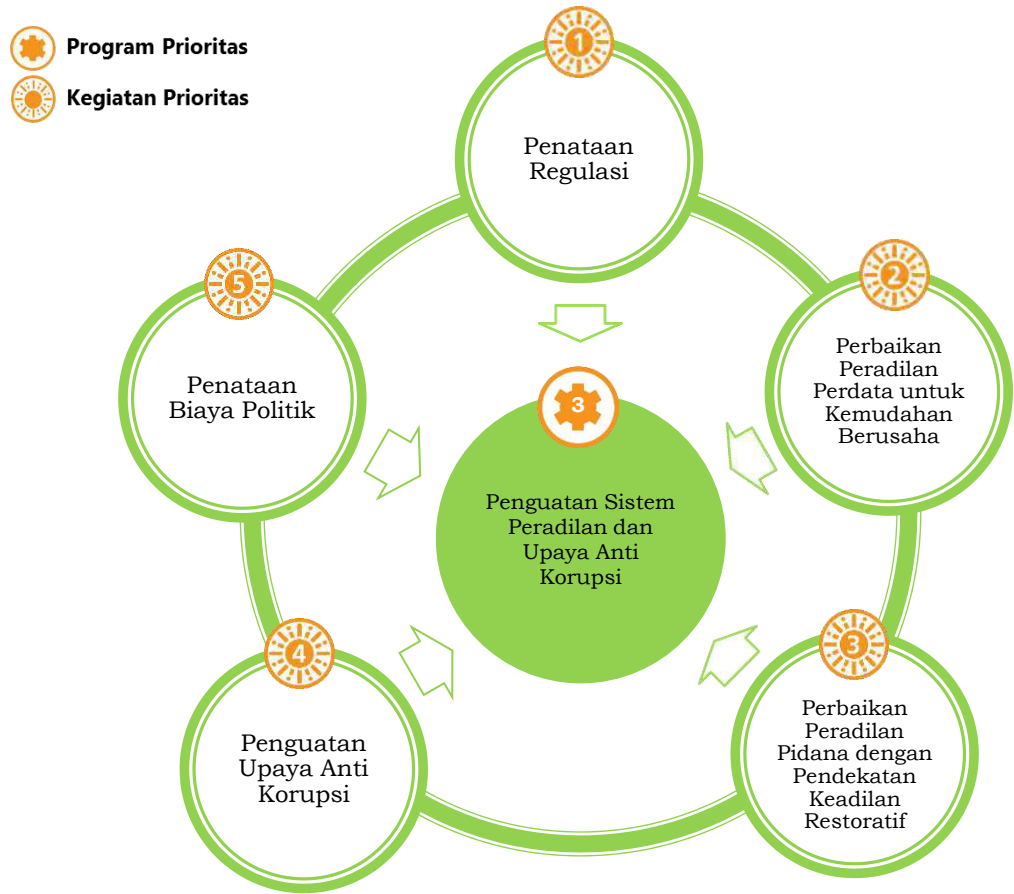 Program Prioritas
Kegiatan Prioritas
1
Penataan
Regulasi
2
Perbaikan
Peradilan
Perdata untuk
Kemudahan
Berusaha
3
Perbaikan
Peradilan
Pidana dengan
Pendekatan
Keadilan
Restoratif
4
Penguatan
Upaya Anti
Korupsi
5
Penataan
Biaya Politik
3
Penguatan Sistem
Peradilan dan
Upaya Anti
Korupsi